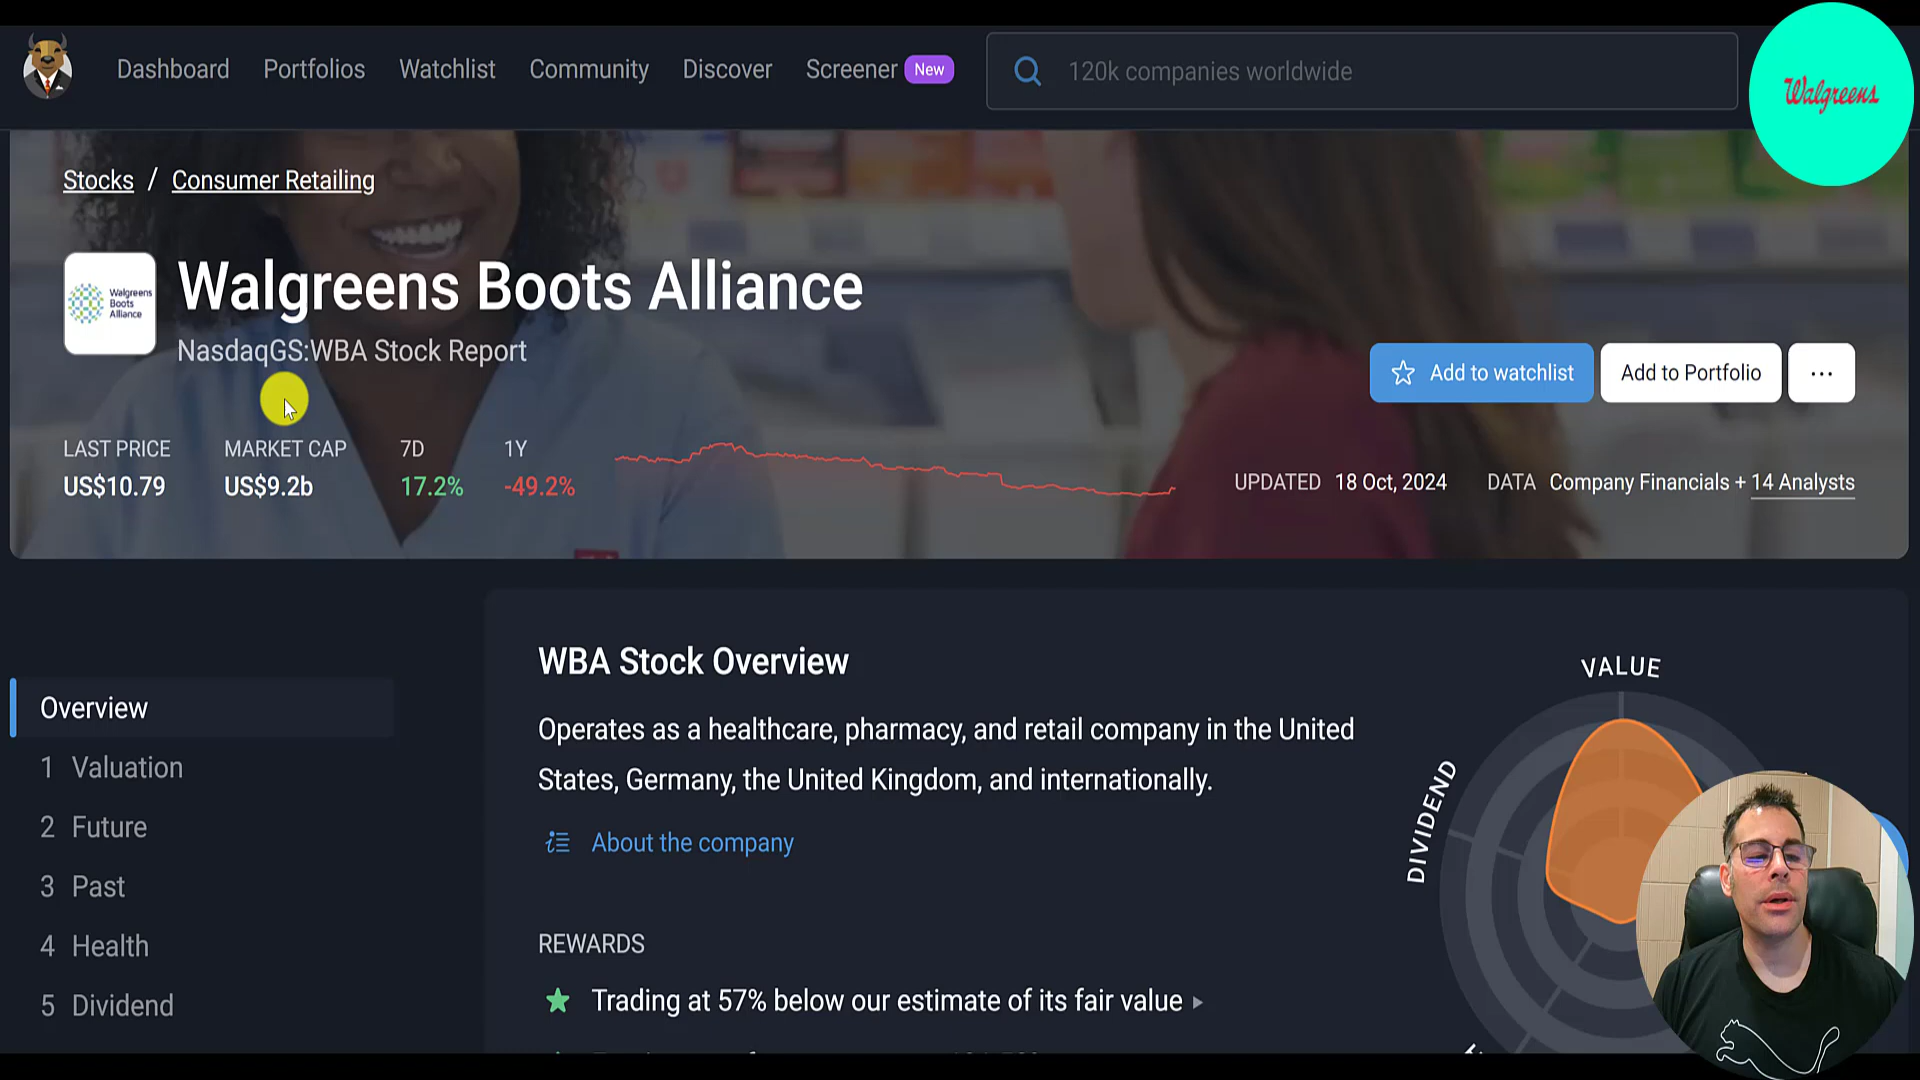 Dashboard Portfolios Watchlist Community Discover Screener New
120k companies worldwide
Walgreens
Stocks / Consumer Retailing
Walgreens
Boots
Alliance
Walgreens Boots Alliance
NasdaqGS:WBA Stock Report
Add to watchlist
Add to Portfolio
...
LAST PRICE MARKET CAP 7D 1Y
US$10.79 US$9.2b 17.2% -49.2%
UPDATED 18 Oct, 2024 DATA Company Financials + 14 Analysts
Overview
1 Valuation
2 Future
3 Past
4 Health
5 Dividend
WBA Stock Overview
Operates as a healthcare, pharmacy, and retail company in the United
States, Germany, the United Kingdom, and internationally.
About the company
REWARDS
Trading at 57% below our estimate of its fair value
VALUE
DIVIDEND